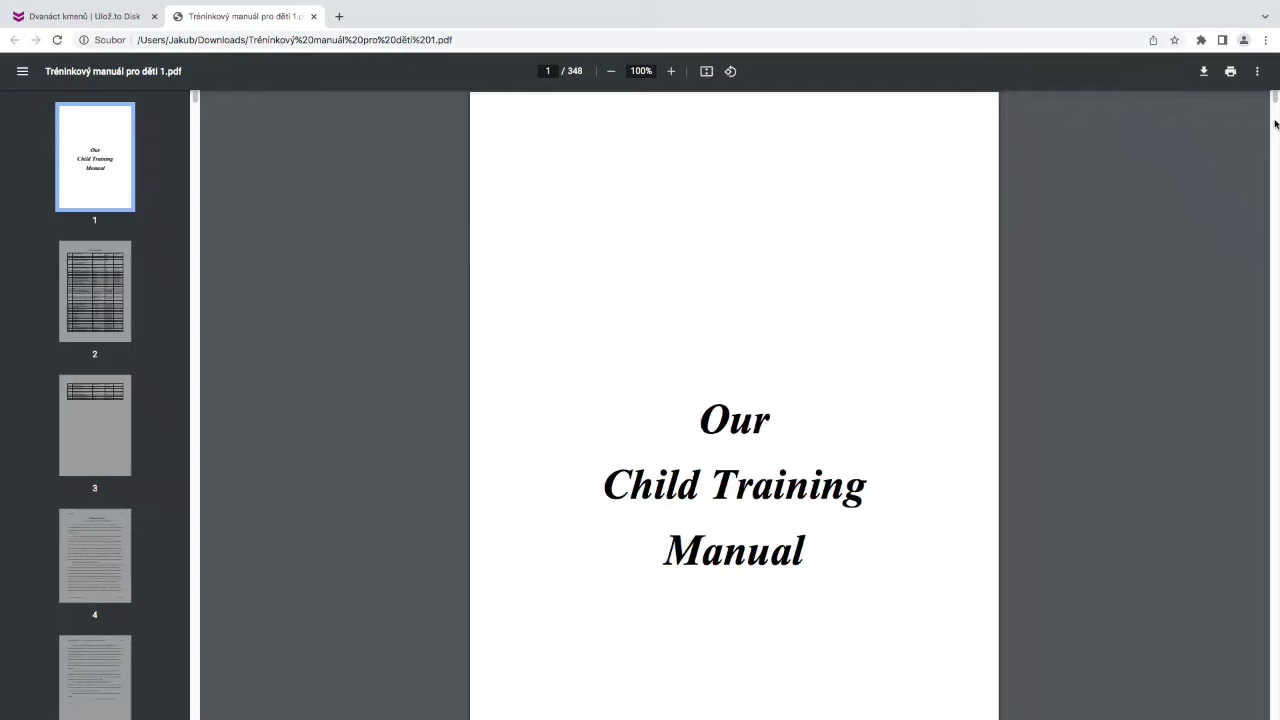 Dvanáct kmenů | Ulož.to Disk
Tréninkový manuál pro děti 1.p
Soubor
/Users/Jakub/Downloads/Tréninkový%20manuál%20pro%20děti%201.pdf
Tréninkový manuál pro děti 1.pdf
1 / 348
100%
Our
Child Training
Manual
1
2
3
4
Our
Child Training
Manual